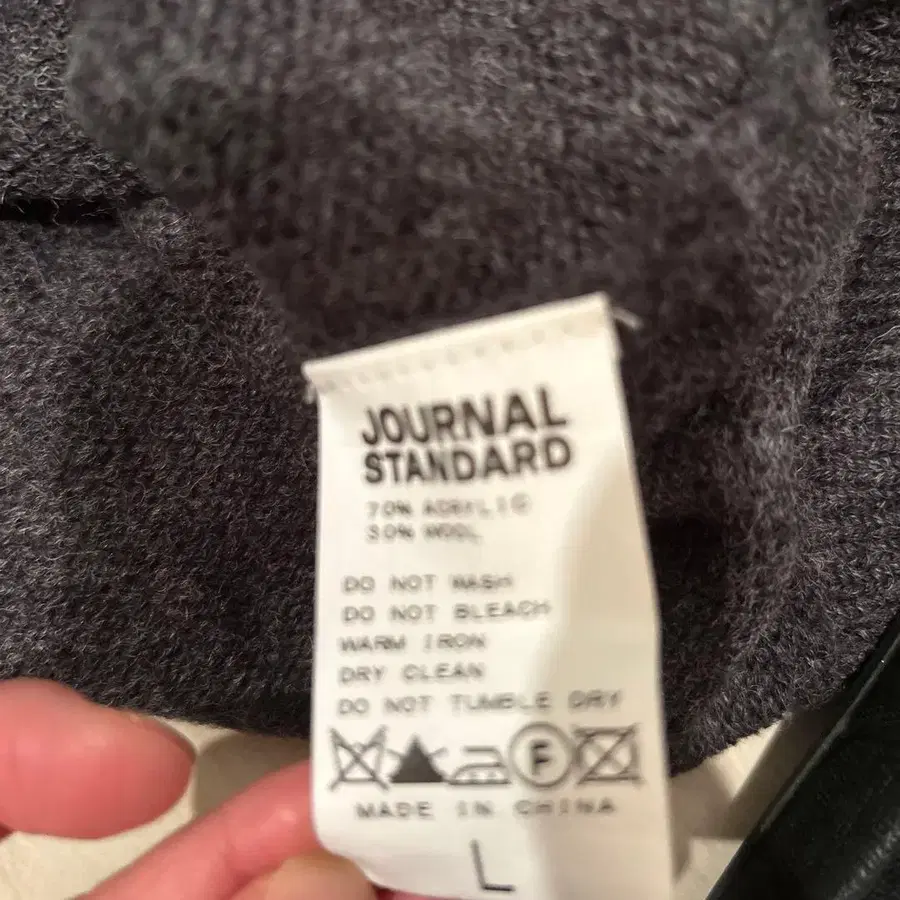 JOURNAL
STANDARD
70% ACRYLIC
30% WOOL
DO NOT WASH
DO NOT BLEACH
WARM IRON
DRY CLEAN
DO NOT TUMBLE DRY
F
MADE IN CHINA
L